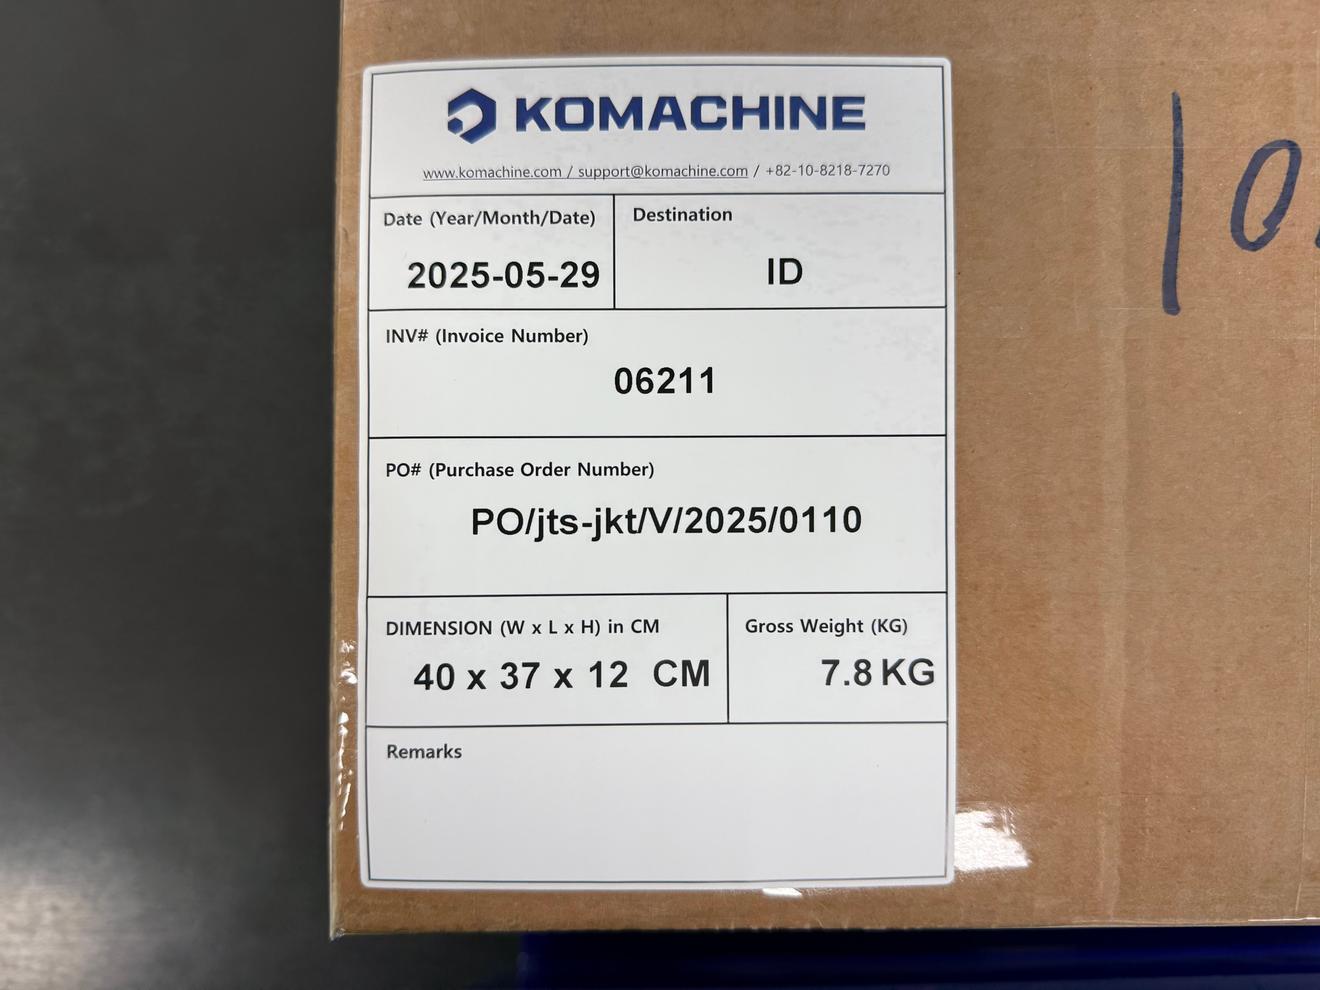 KOMACHINE
www.komachine.com / support@komachine.com / +82-10-8218-7270
Date (Year/Month/Date)
2025-05-29
Destination
ID
INV# (Invoice Number)
06211
PO# (Purchase Order Number)
PO/jts-jkt/V/2025/0110
DIMENSION (W x L x H) in CM
40 x 37 x 12 CM
Gross Weight (KG)
7.8 KG
Remarks